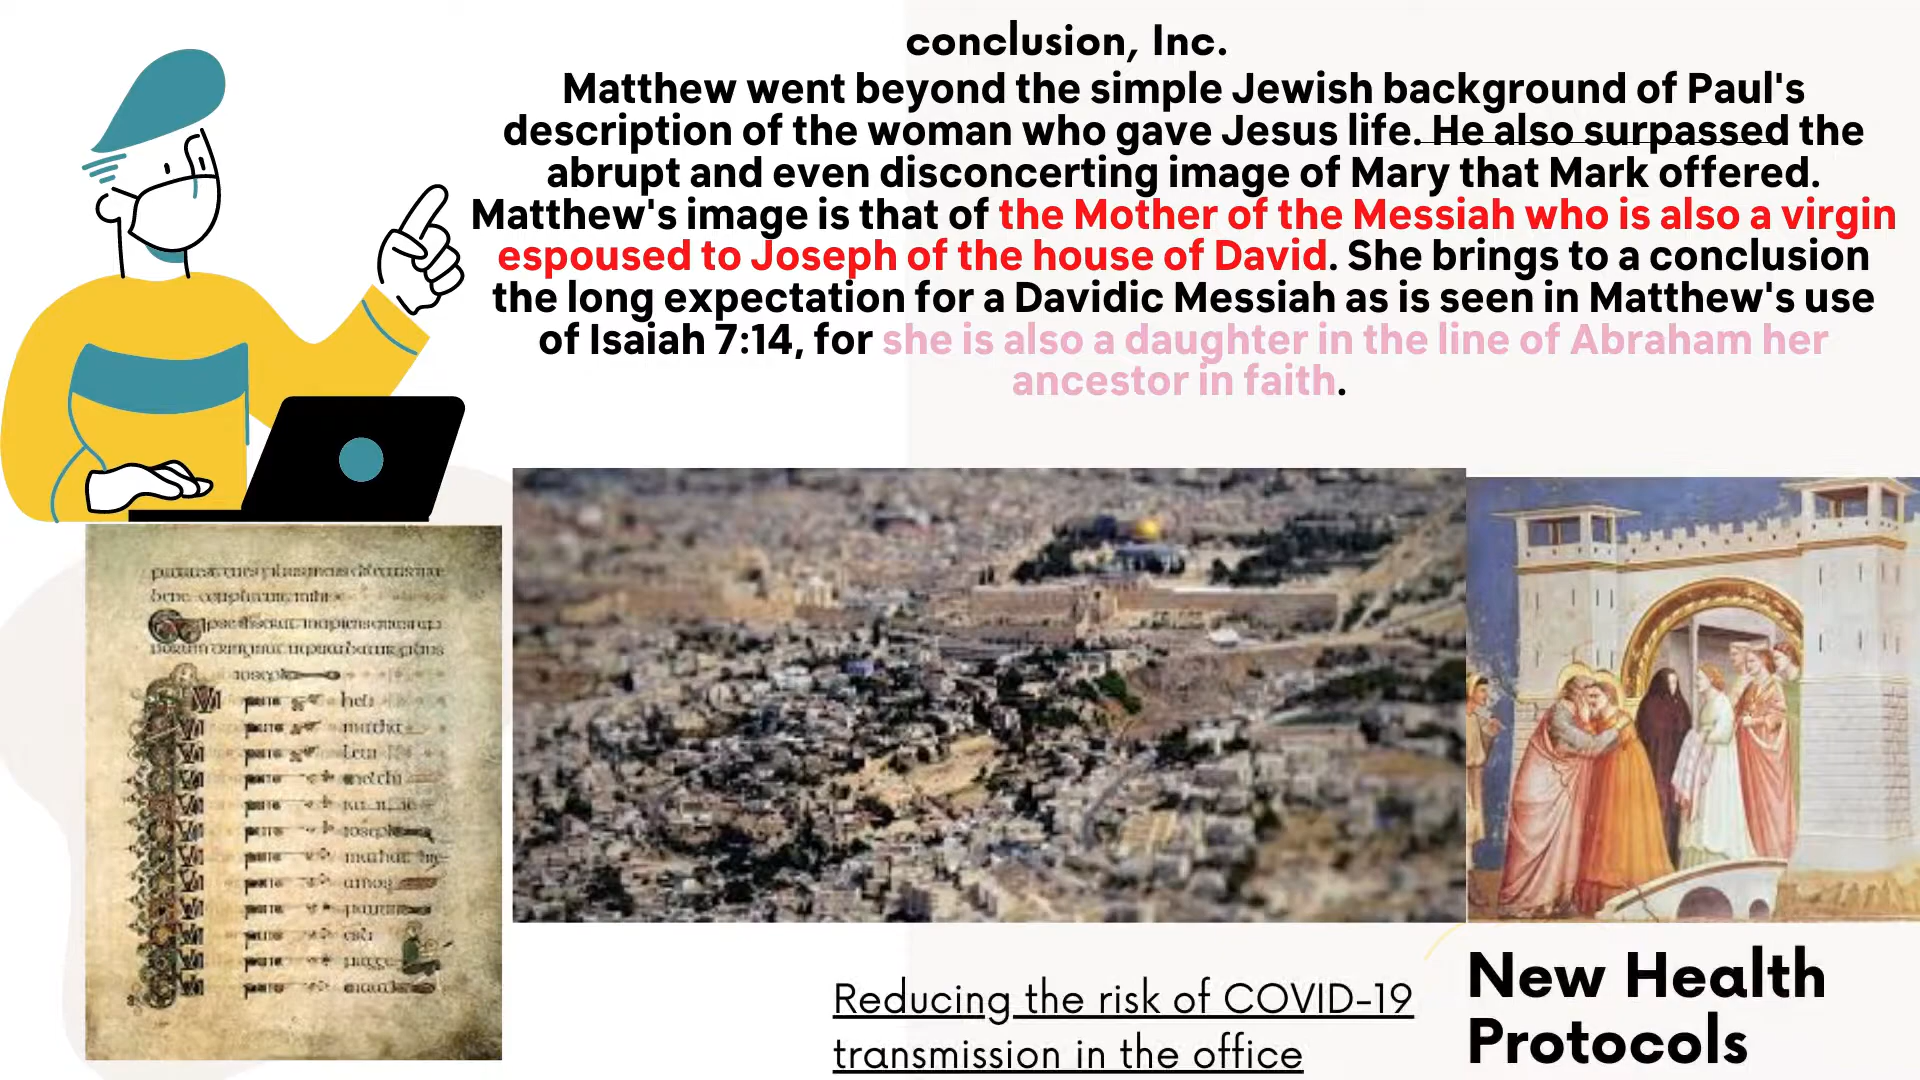 conclusion, Inc.
Matthew went beyond the simple Jewish background of Paul's
description of the woman who gave Jesus life. He also surpassed the
abrupt and even disconcerting image of Mary that Mark offered.
Matthew's image is that of the Mother of the Messiah who is also a virgin
espoused to Joseph of the house of David. She brings to a conclusion
the long expectation for a Davidic Messiah as is seen in Matthew's use
of Isaiah 7:14, for she is also a daughter in the line of Abraham her
ancestor in faith.
Reducing the risk of COVID-19
transmission in the office
New Health
Protocols